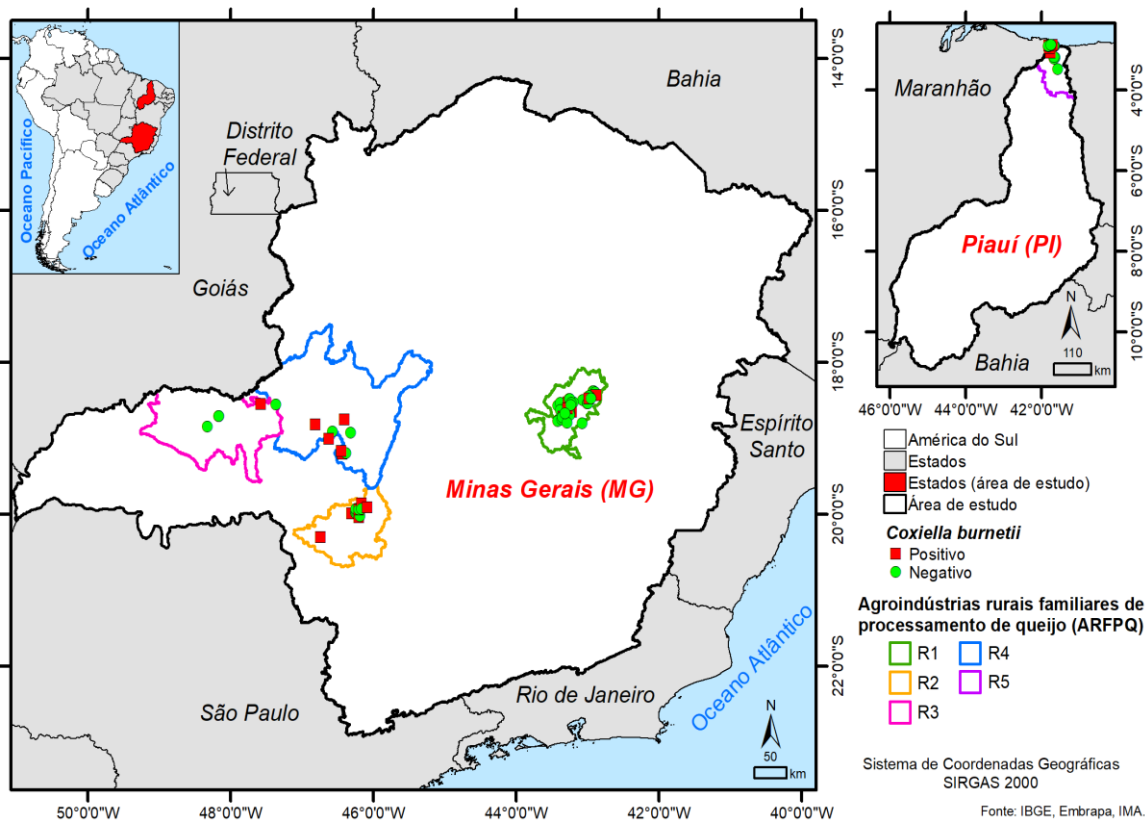 Oceano Pacífico
Oceano Atlântico
Distrito
Federal
Bahia
Goiás
Minas Gerais (MG)
Espírito
Santo
São Paulo
Rio de Janeiro
Oceano Atlântico
N
50
km
14°0'0"S
16°0'0"S
18°0'0"S
20°0'0"S
22°0'0"S
50°0'0"W
48°0'0"W
46°0'0"W
44°0'0"W
42°0'0"W
40°0'0"W
Maranhão
Piauí (PI)
Bahia
N
110
km
4°0'0"S
6°0'0"S
8°0'0"S
10°0'0"S
46°0'0"W
44°0'0"W
42°0'0"W
América do Sul
Estados
Estados (área de estudo)
Área de estudo
Coxiella burnetii
Positivo
Negativo
Agroindústrias rurais familiares de
processamento de queijo (ARFPQ)
R1 R4
R2 R5
R3
Sistema de Coordenadas Geográficas
SIRGAS 2000
Fonte: IBGE, Embrapa, IMA.